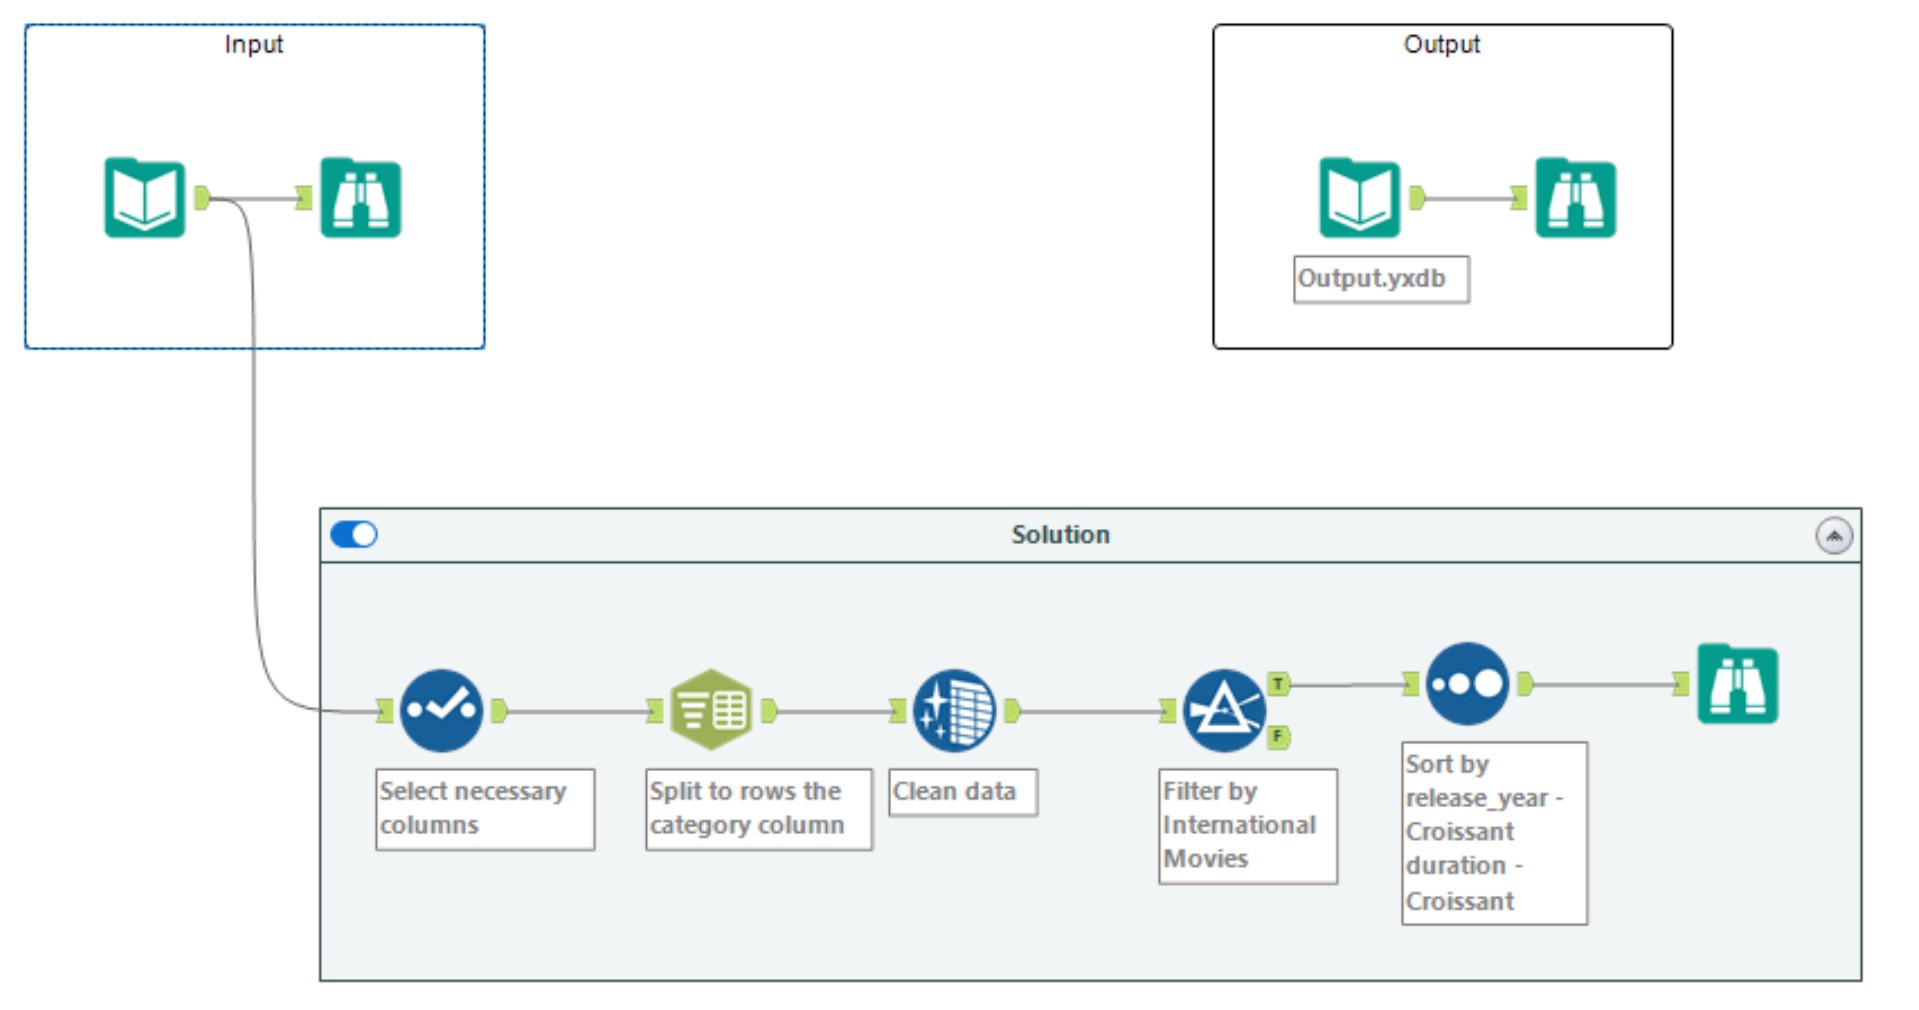 Input
Output
Output.yxdb
Solution
T
F
Select necessary
columns
Split to rows the
category column
Clean data
Filter by
International
Movies
Sort by
release_year -
Croissant
duration -
Croissant